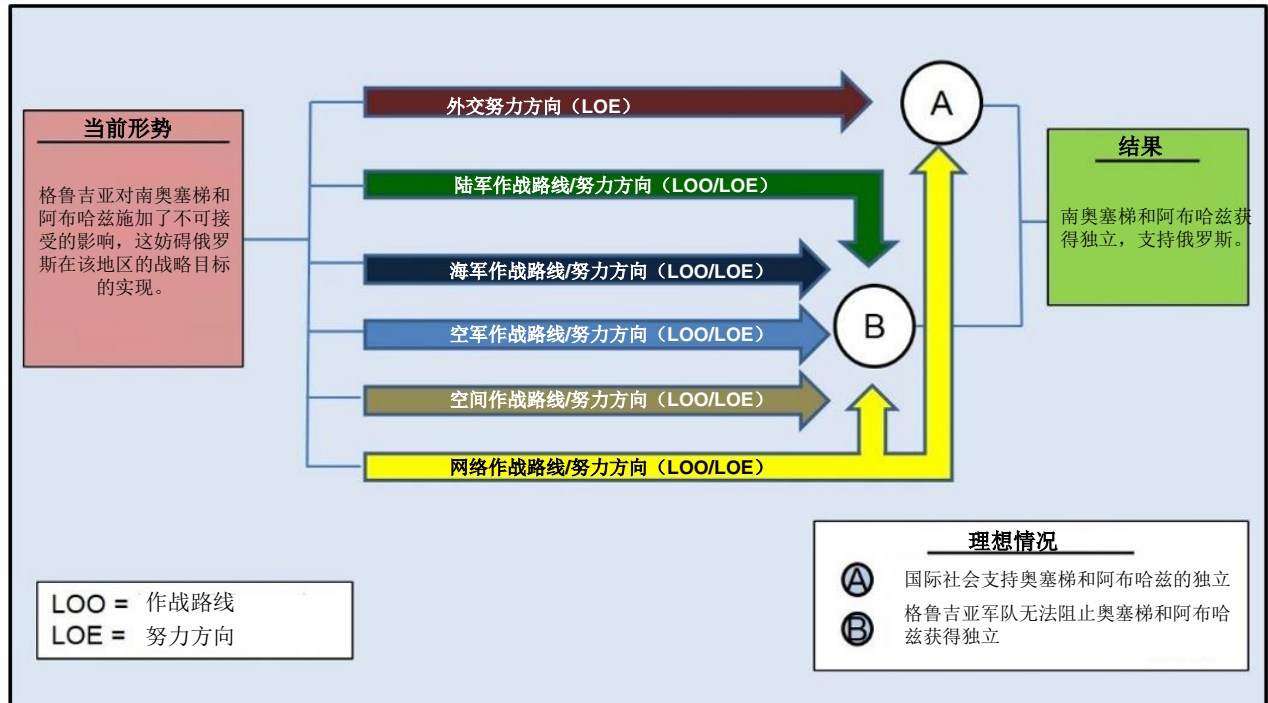 当前形势
格鲁吉亚对南奥塞梯和
阿布哈兹施加了不可接
受的影响，这妨碍俄罗
斯在该地区的战略目标
的实现。
外交努力方向（LOE）
陆军作战路线/努力方向（LOO/LOE）
海军作战路线/努力方向（LOO/LOE）
空军作战路线/努力方向（LOO/LOE）
空间作战路线/努力方向（LOO/LOE）
网络作战路线/努力方向（LOO/LOE）
A
B
结果
南奥塞梯和阿布哈兹获
得独立，支持俄罗斯。
LOO = 作战路线
LOE = 努力方向
理想情况
A 国际社会支持奥塞梯和阿布哈兹的独立
B 格鲁吉亚军队无法阻止奥塞梯和阿布哈
兹获得独立